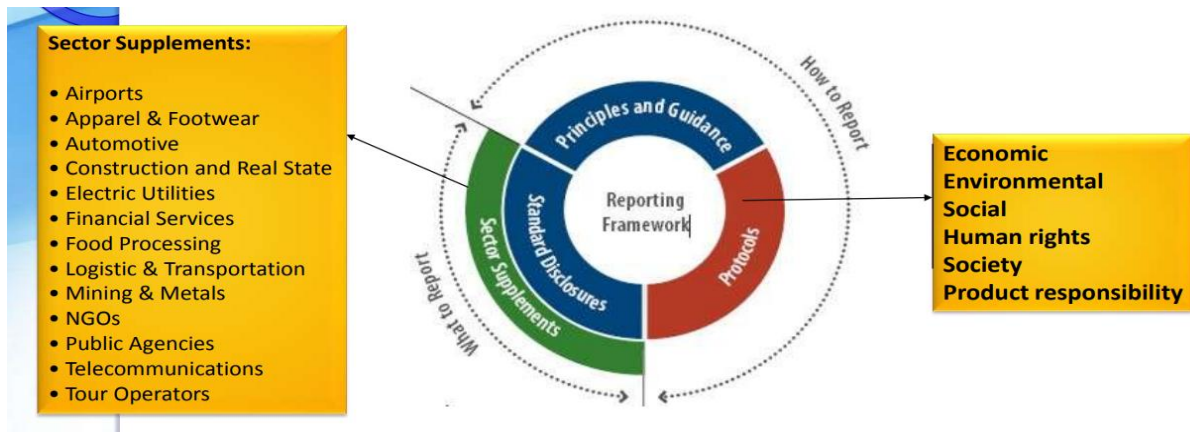 Sector Supplements:
• Airports
• Apparel & Footwear
• Automotive
• Construction and Real State
• Electric Utilities
• Financial Services
• Food Processing
• Logistic & Transportation
• Mining & Metals
• NGOs
• Public Agencies
• Telecommunications
• Tour Operators
How to Report
Principles and Guidance
Reporting
Framework
Standard Disclosures
Sector Supplements
What to Report
Protocols
Economic
Environmental
Social
Human rights
Society
Product responsibility